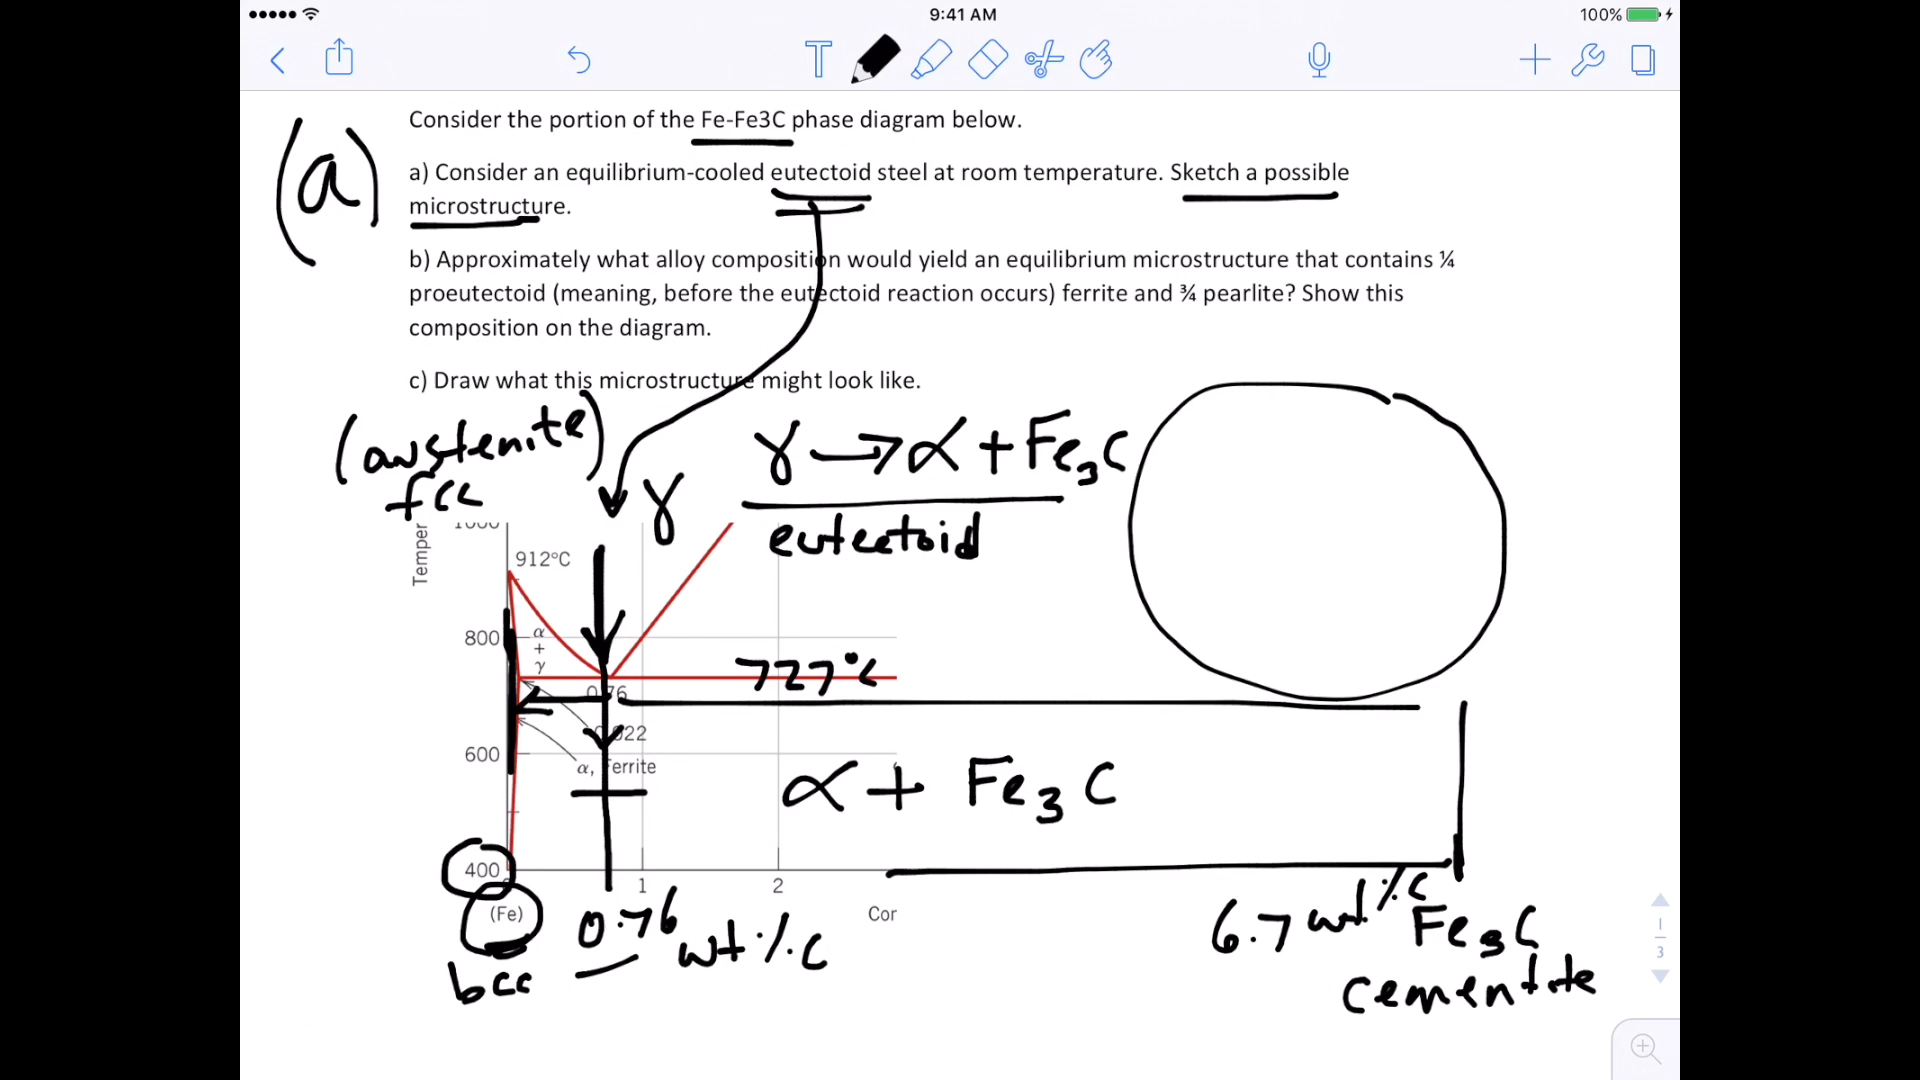 9:41 AM
100%
T
Consider the portion of the Fe-Fe3C phase diagram below.
(a)
a) Consider an equilibrium-cooled eutectoid steel at room temperature. Sketch a possible
microstructure.
b) Approximately what alloy composition would yield an equilibrium microstructure that contains ¼
proeutectoid (meaning, before the eutectoid reaction occurs) ferrite and ¾ pearlite? Show this
composition on the diagram.
c) Draw what this microstructure might look like.
(austenite)
fcc
γ
γ → α + Fe3C
eutectoid
Temper
1000
912°C
800
α
+
γ
727°C
0.76
0.022
600
α, Ferrite
α + Fe3C
400
1
2
(Fe)
Cor
bcc
0.76 wt.%C
6.7 wt.%C
Fe3C
cementite
1
3